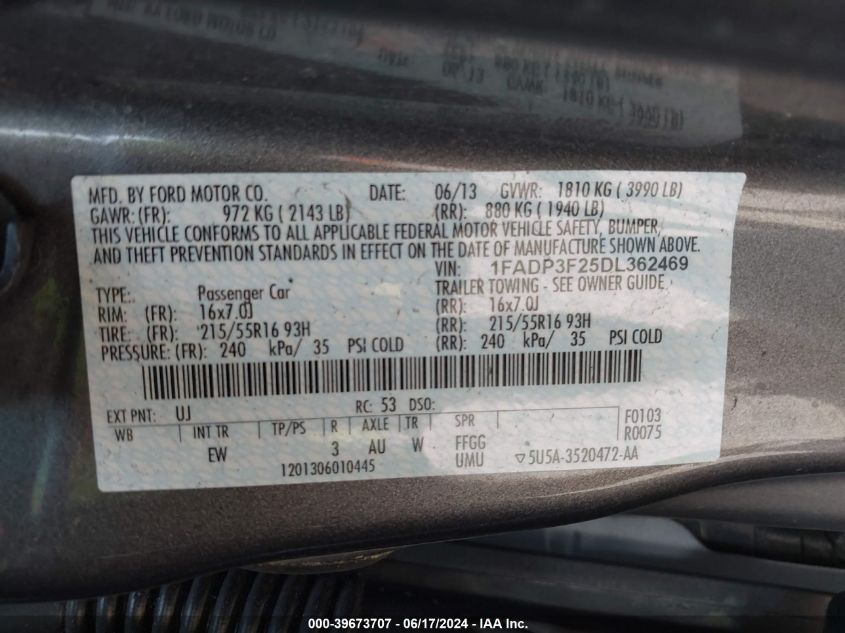 MFD. BY FORD MOTOR CO. DATE: 06/13 GVWR: 1810 KG ( 3990 LB)
GAWR: (FR): 972 KG ( 2143 LB) (RR): 880 KG ( 1940 LB)
THIS VEHICLE CONFORMS TO ALL APPLICABLE FEDERAL MOTOR VEHICLE SAFETY, BUMPER,
AND THEFT PREVENTION STANDARDS IN EFFECT ON THE DATE OF MANUFACTURE SHOWN ABOVE.
VIN: 1FADP3F25DL362469
TYPE: Passenger Car TRAILER TOWING - SEE OWNER GUIDE
RIM: (FR): 16x7.0J (RR): 16x7.0J
TIRE: (FR): 215/55R16 93H (RR): 215/55R16 93H
PRESSURE: (FR): 240 kPa/ 35 PSI COLD (RR): 240 kPa/ 35 PSI COLD
EXT PNT: UJ RC: 53 DSO:
WB INT TR TP/PS R AXLE TR SPR F0103
R0075
EW 3 AU W FFGG
UMU ▽5U5A-3520472-AA
1201306010445
000-39673707 - 06/17/2024 - IAA Inc.